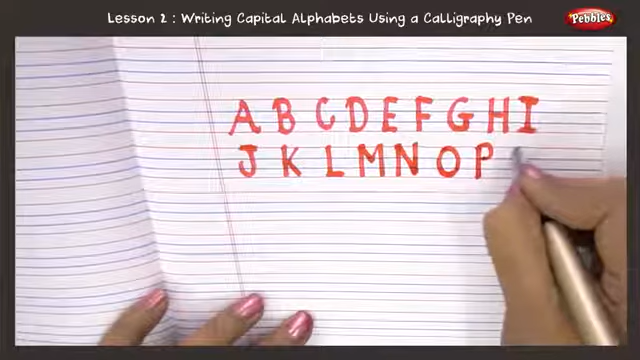 Lesson 2 : Writing Capital Alphabets Using a Calligraphy Pen
Pebbles
A B C D E F G H I
J K L M N O P